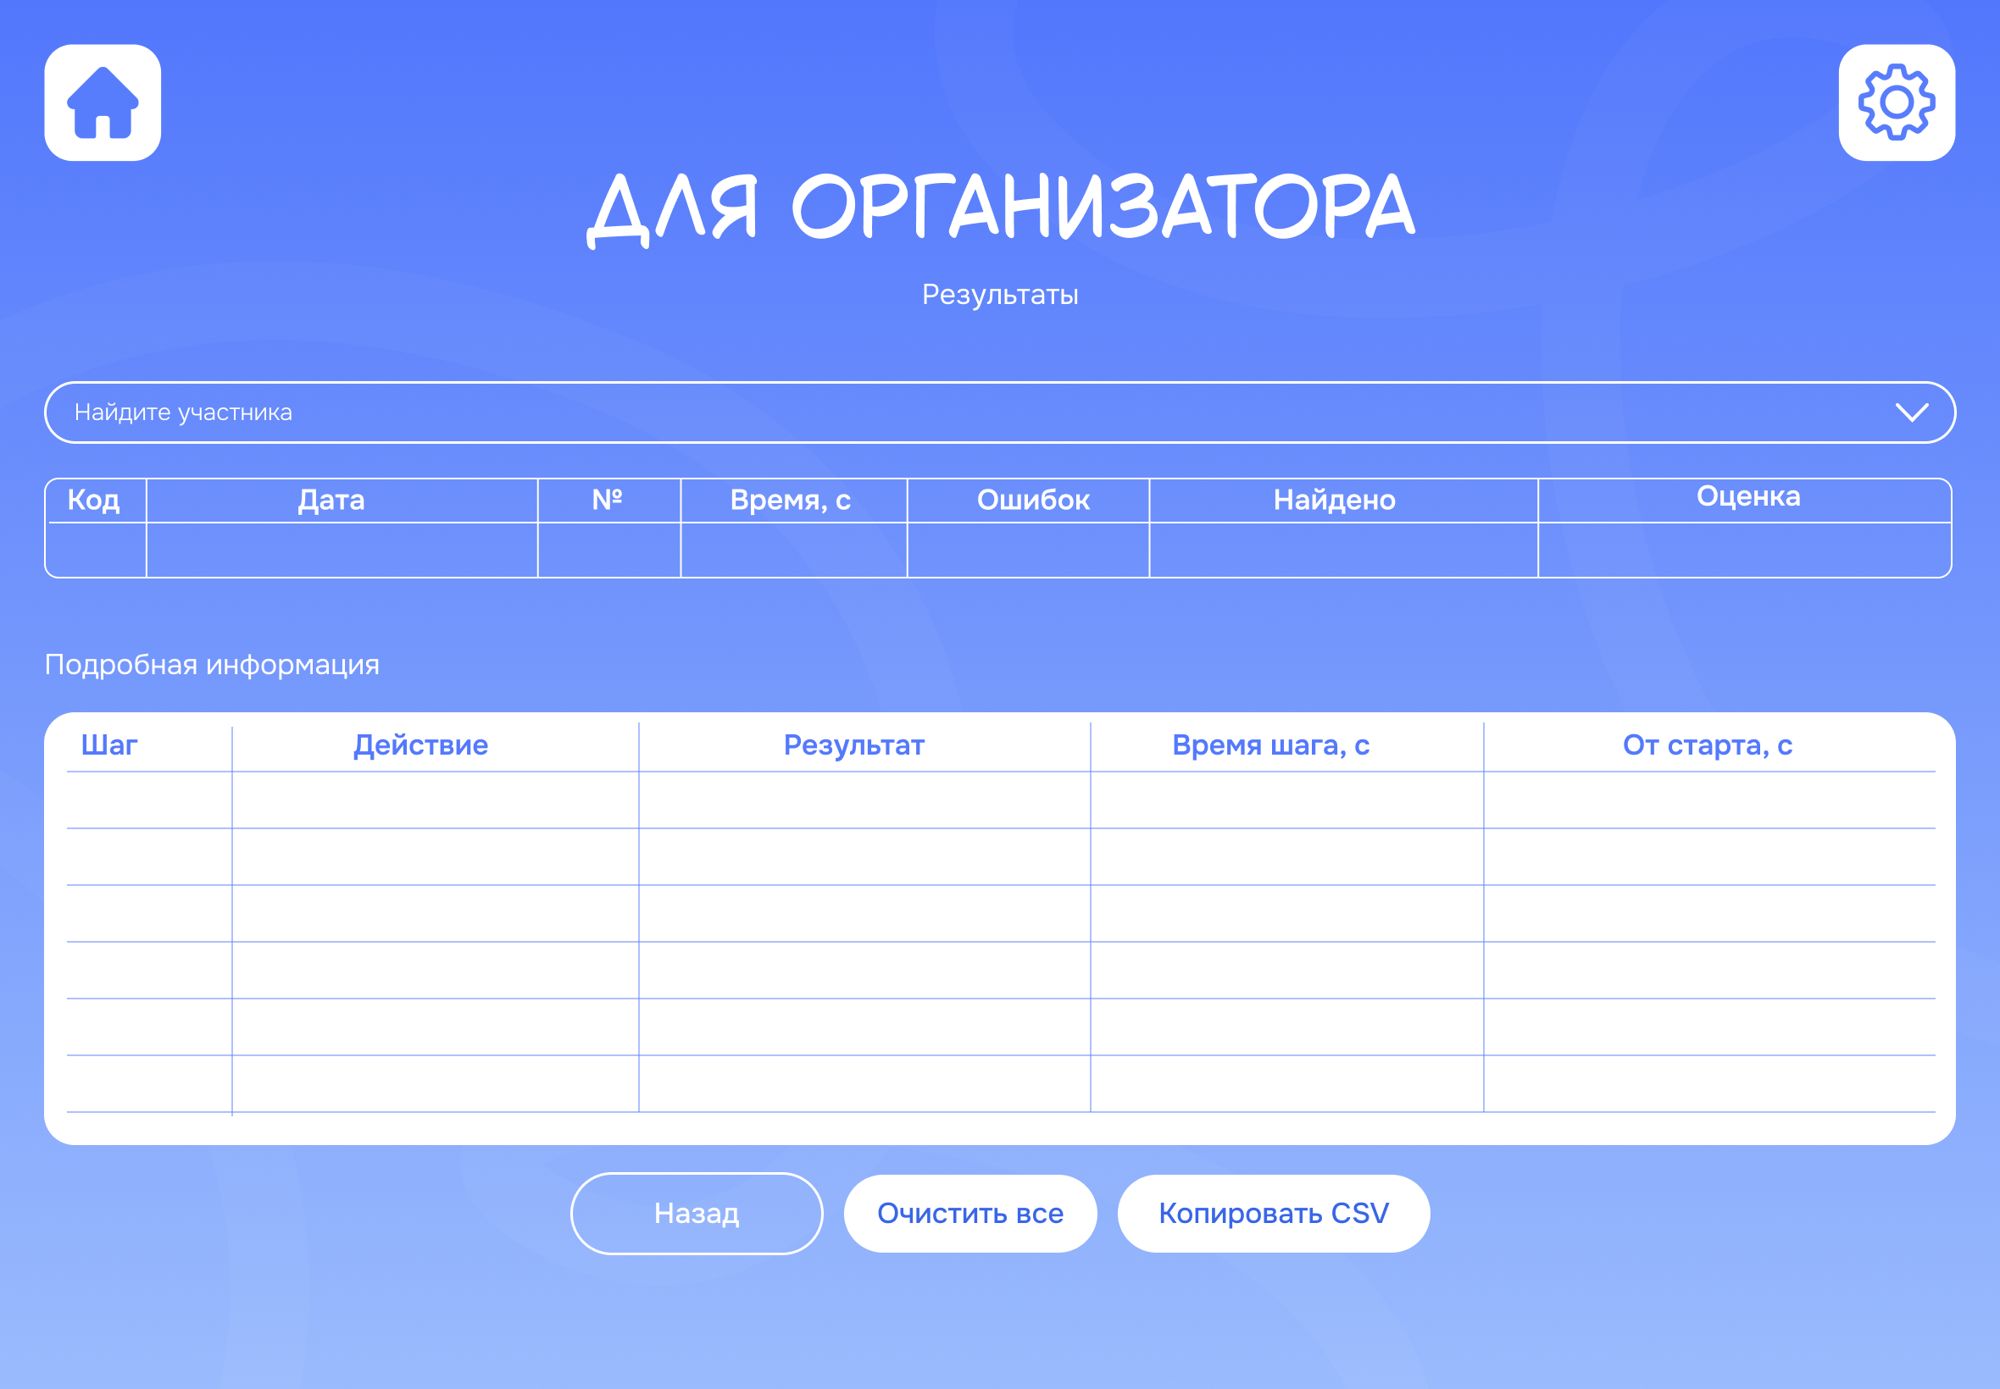 ДЛЯ ОРГАНИЗАТОРА
Результаты
Найдите участника
Код Дата № Время, с Ошибок Найдено Оценка
Подробная информация
Шаг Действие Результат Время шага, с От старта, с
Назад Очистить все Копировать CSV